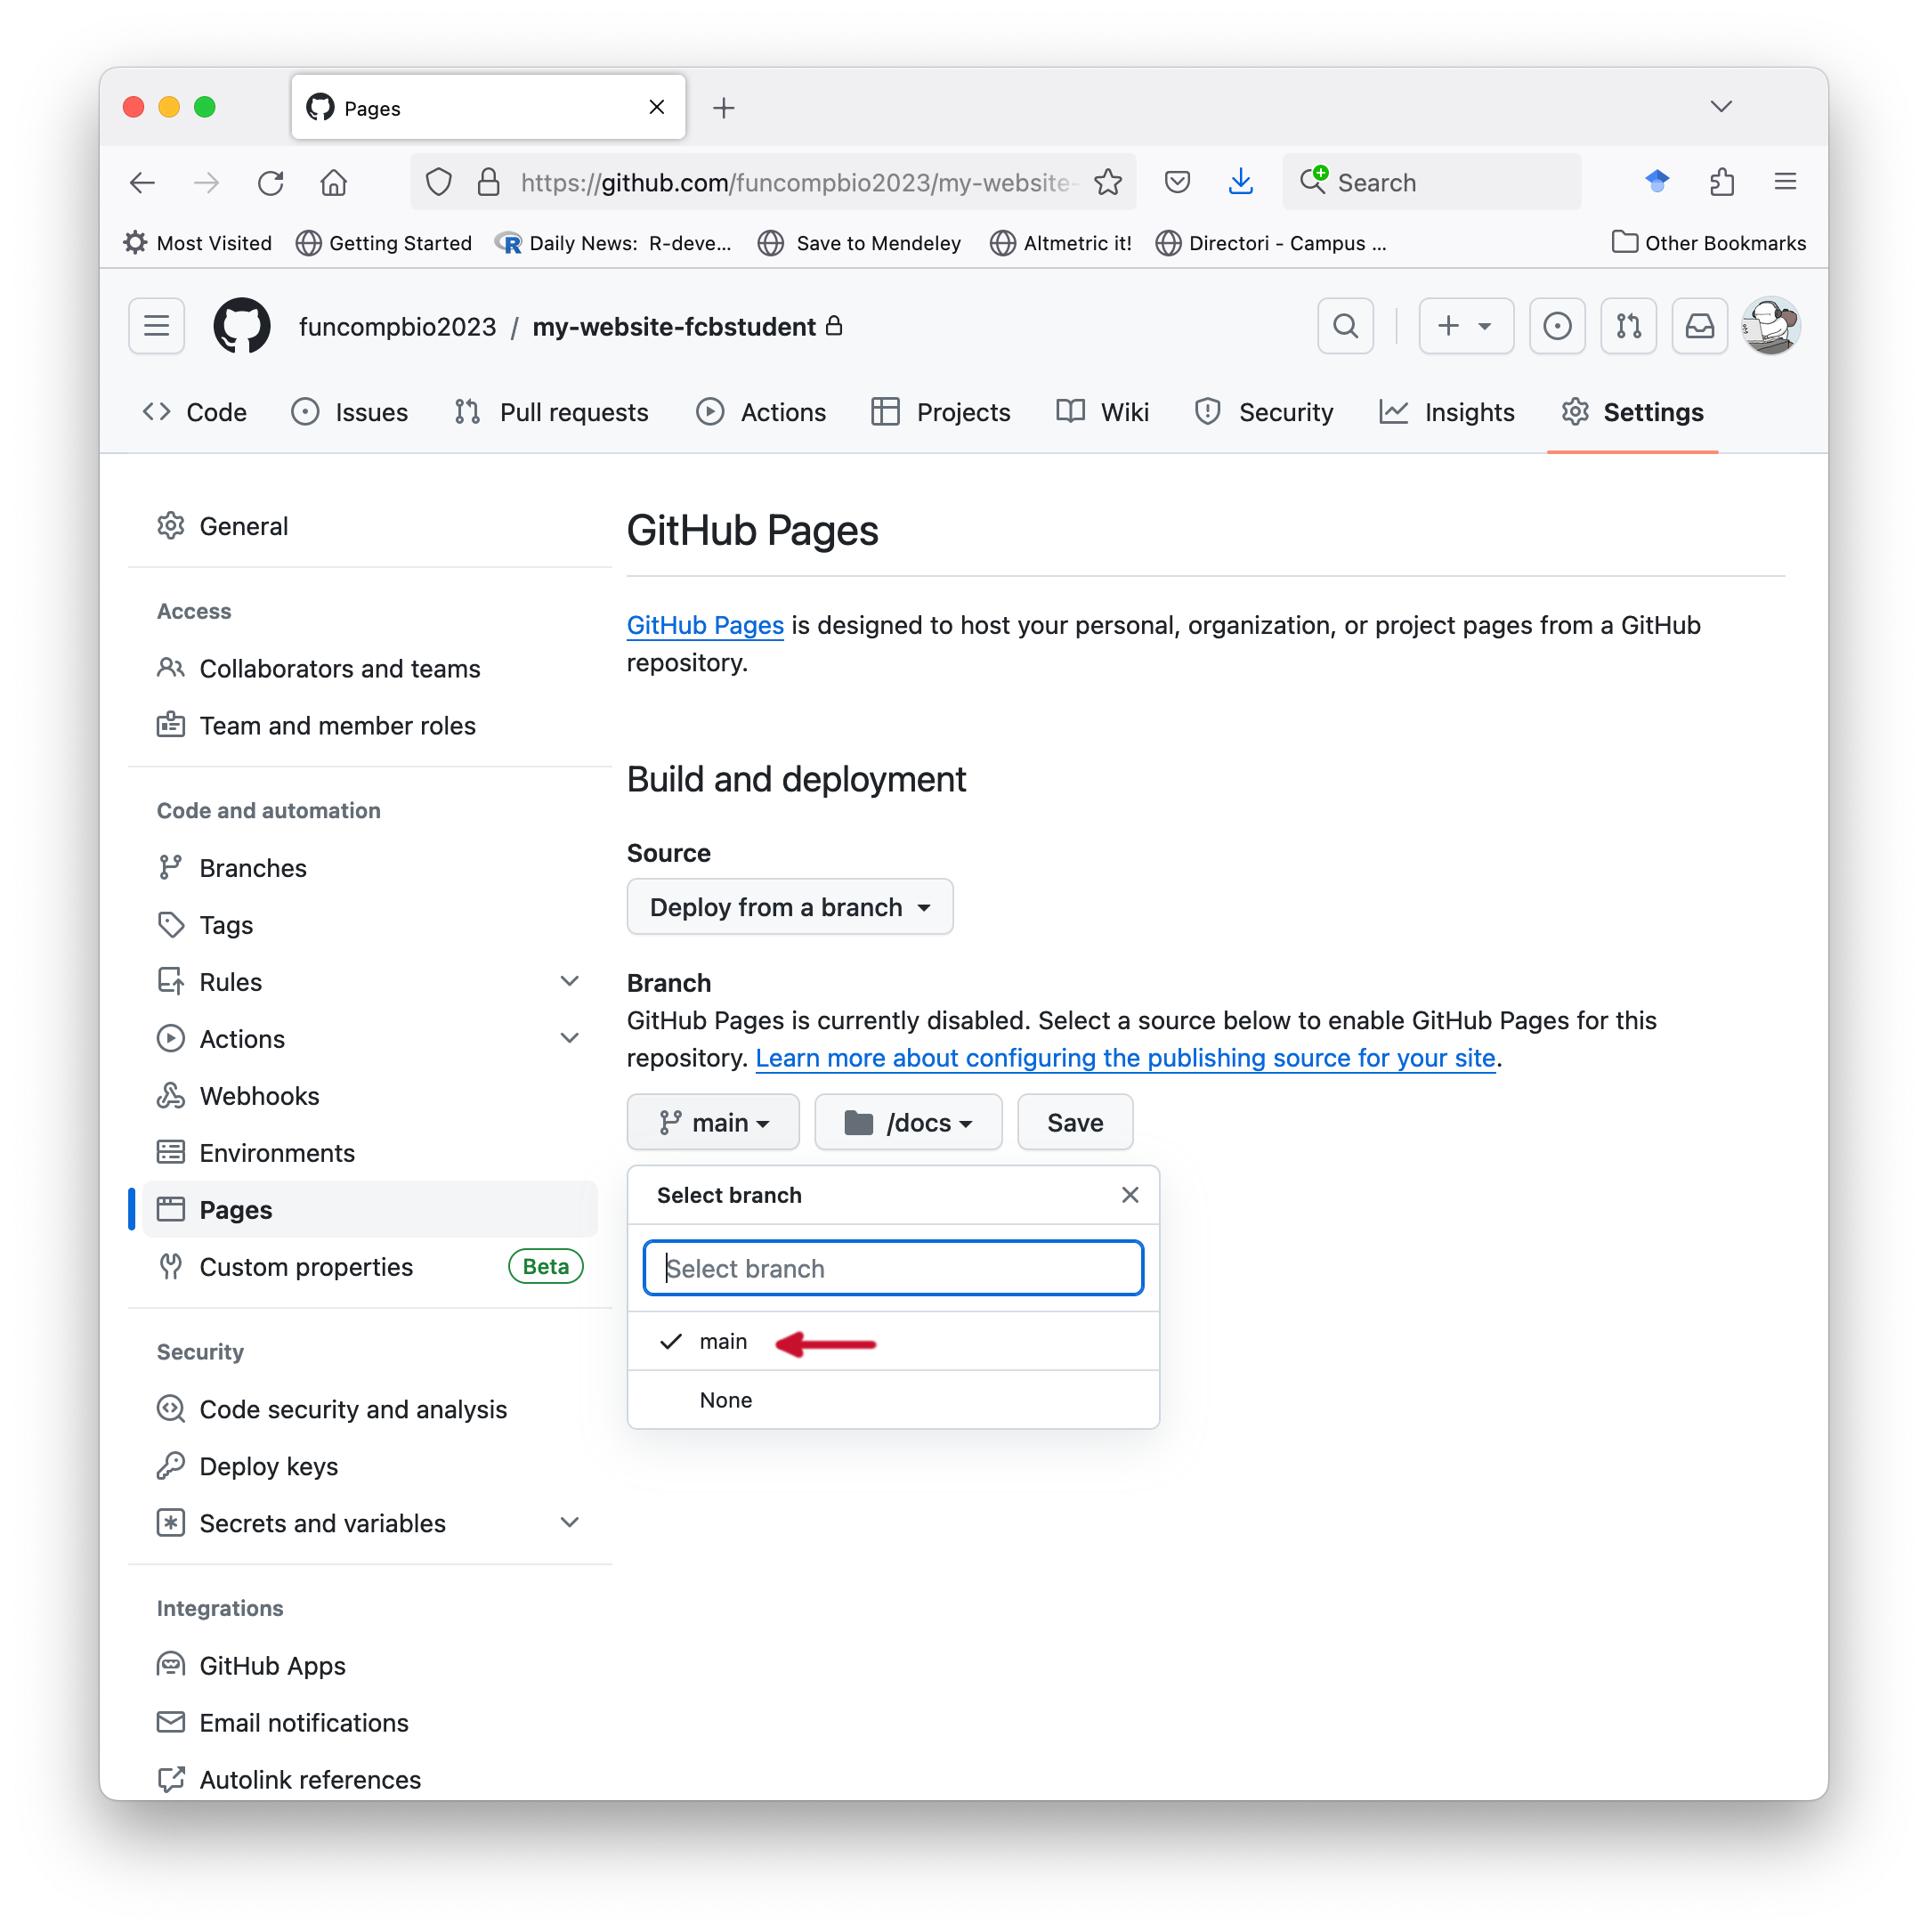 Pages
https://github.com/funcompbio2023/my-website-
Search
Most Visited
Getting Started
Daily News: R-deve...
Save to Mendeley
Altmetric it!
Directori - Campus ...
Other Bookmarks
funcompbio2023 / my-website-fcbstudent
Code
Issues
Pull requests
Actions
Projects
Wiki
Security
Insights
Settings
General
Access
Collaborators and teams
Team and member roles
Code and automation
Branches
Tags
Rules
Actions
Webhooks
Environments
Pages
Custom properties
Beta
Security
Code security and analysis
Deploy keys
Secrets and variables
Integrations
GitHub Apps
Email notifications
Autolink references
GitHub Pages
GitHub Pages is designed to host your personal, organization, or project pages from a GitHub
repository.
Build and deployment
Source
Deploy from a branch
Branch
GitHub Pages is currently disabled. Select a source below to enable GitHub Pages for this
repository. Learn more about configuring the publishing source for your site.
main
/docs
Save
Select branch
Select branch
main
None